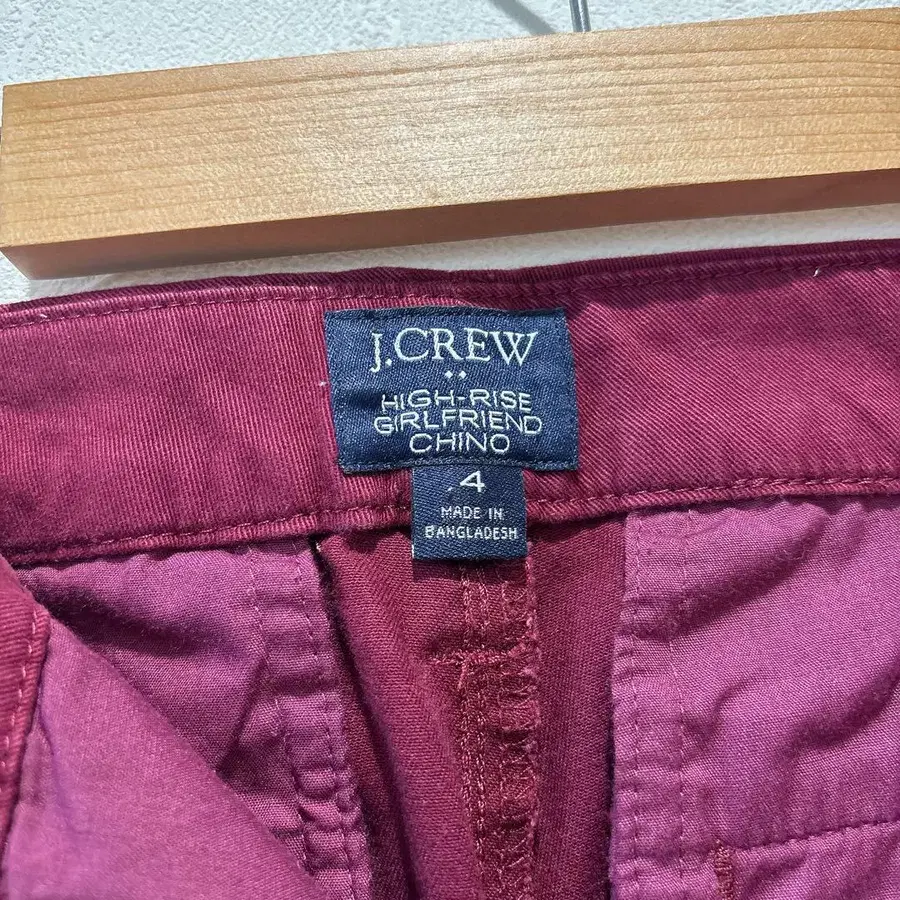 J.CREW
HIGH-RISE
GIRLFRIEND
CHINO
4
MADE IN
BANGLADESH